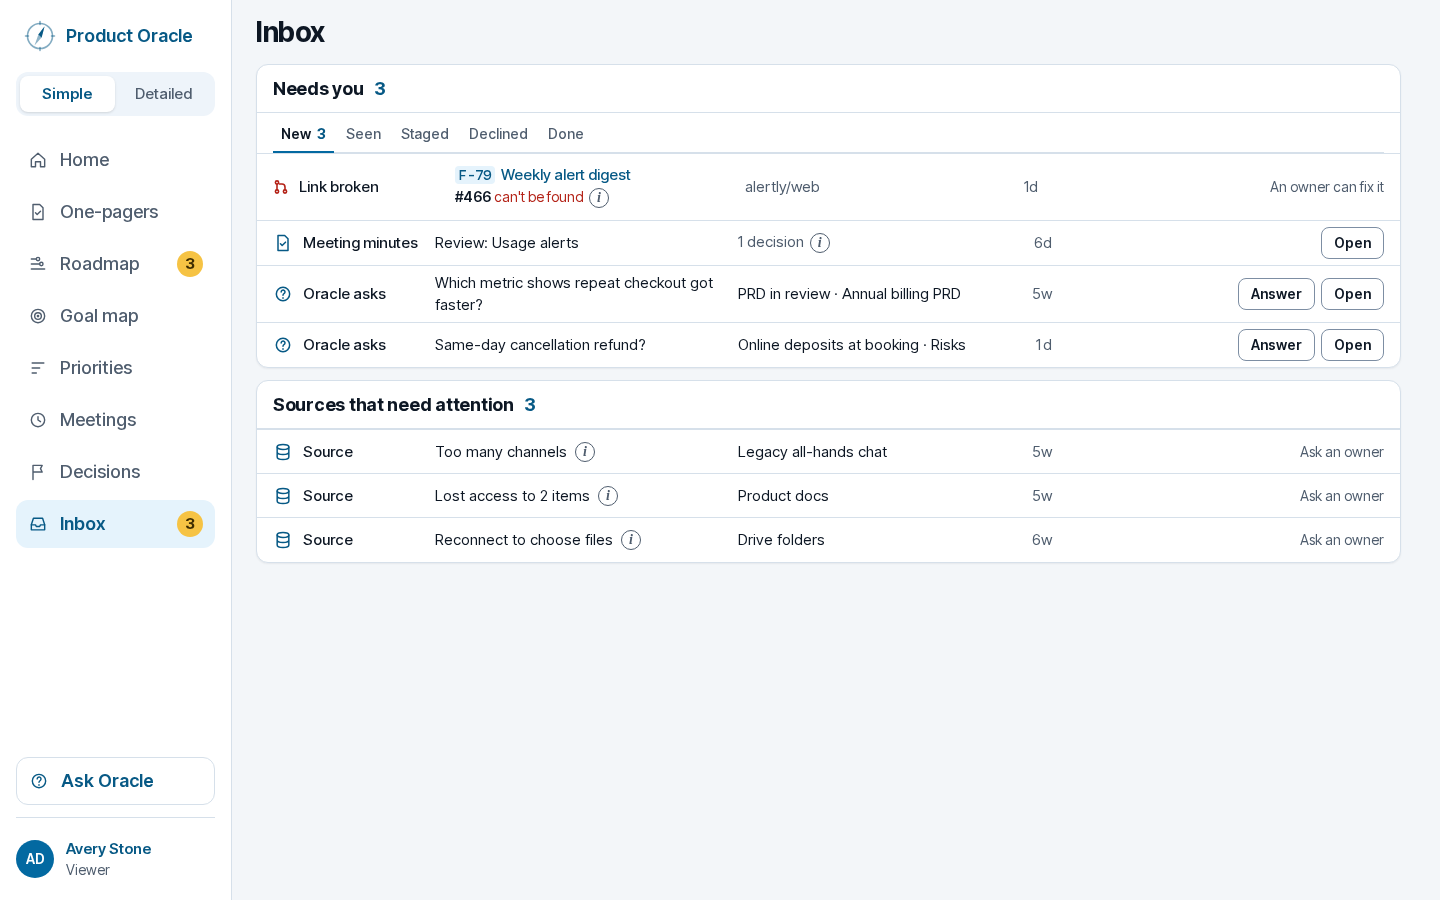 Product Oracle
Simple
Detailed
Home
One-pagers
Roadmap 3
Goal map
Priorities
Meetings
Decisions
Inbox 3
Ask Oracle
AD
Avery Stone
Viewer
Inbox
Needs you 3
New 3 Seen Staged Declined Done
Link broken
F-79 Weekly alert digest
#466 can't be found i
alertly/web
1d
An owner can fix it
Meeting minutes
Review: Usage alerts
1 decision i
6d
Open
Oracle asks
Which metric shows repeat checkout got
faster?
PRD in review · Annual billing PRD
5w
Answer
Open
Oracle asks
Same-day cancellation refund?
Online deposits at booking · Risks
1d
Answer
Open
Sources that need attention 3
Source
Too many channels i
Legacy all-hands chat
5w
Ask an owner
Source
Lost access to 2 items i
Product docs
5w
Ask an owner
Source
Reconnect to choose files i
Drive folders
6w
Ask an owner